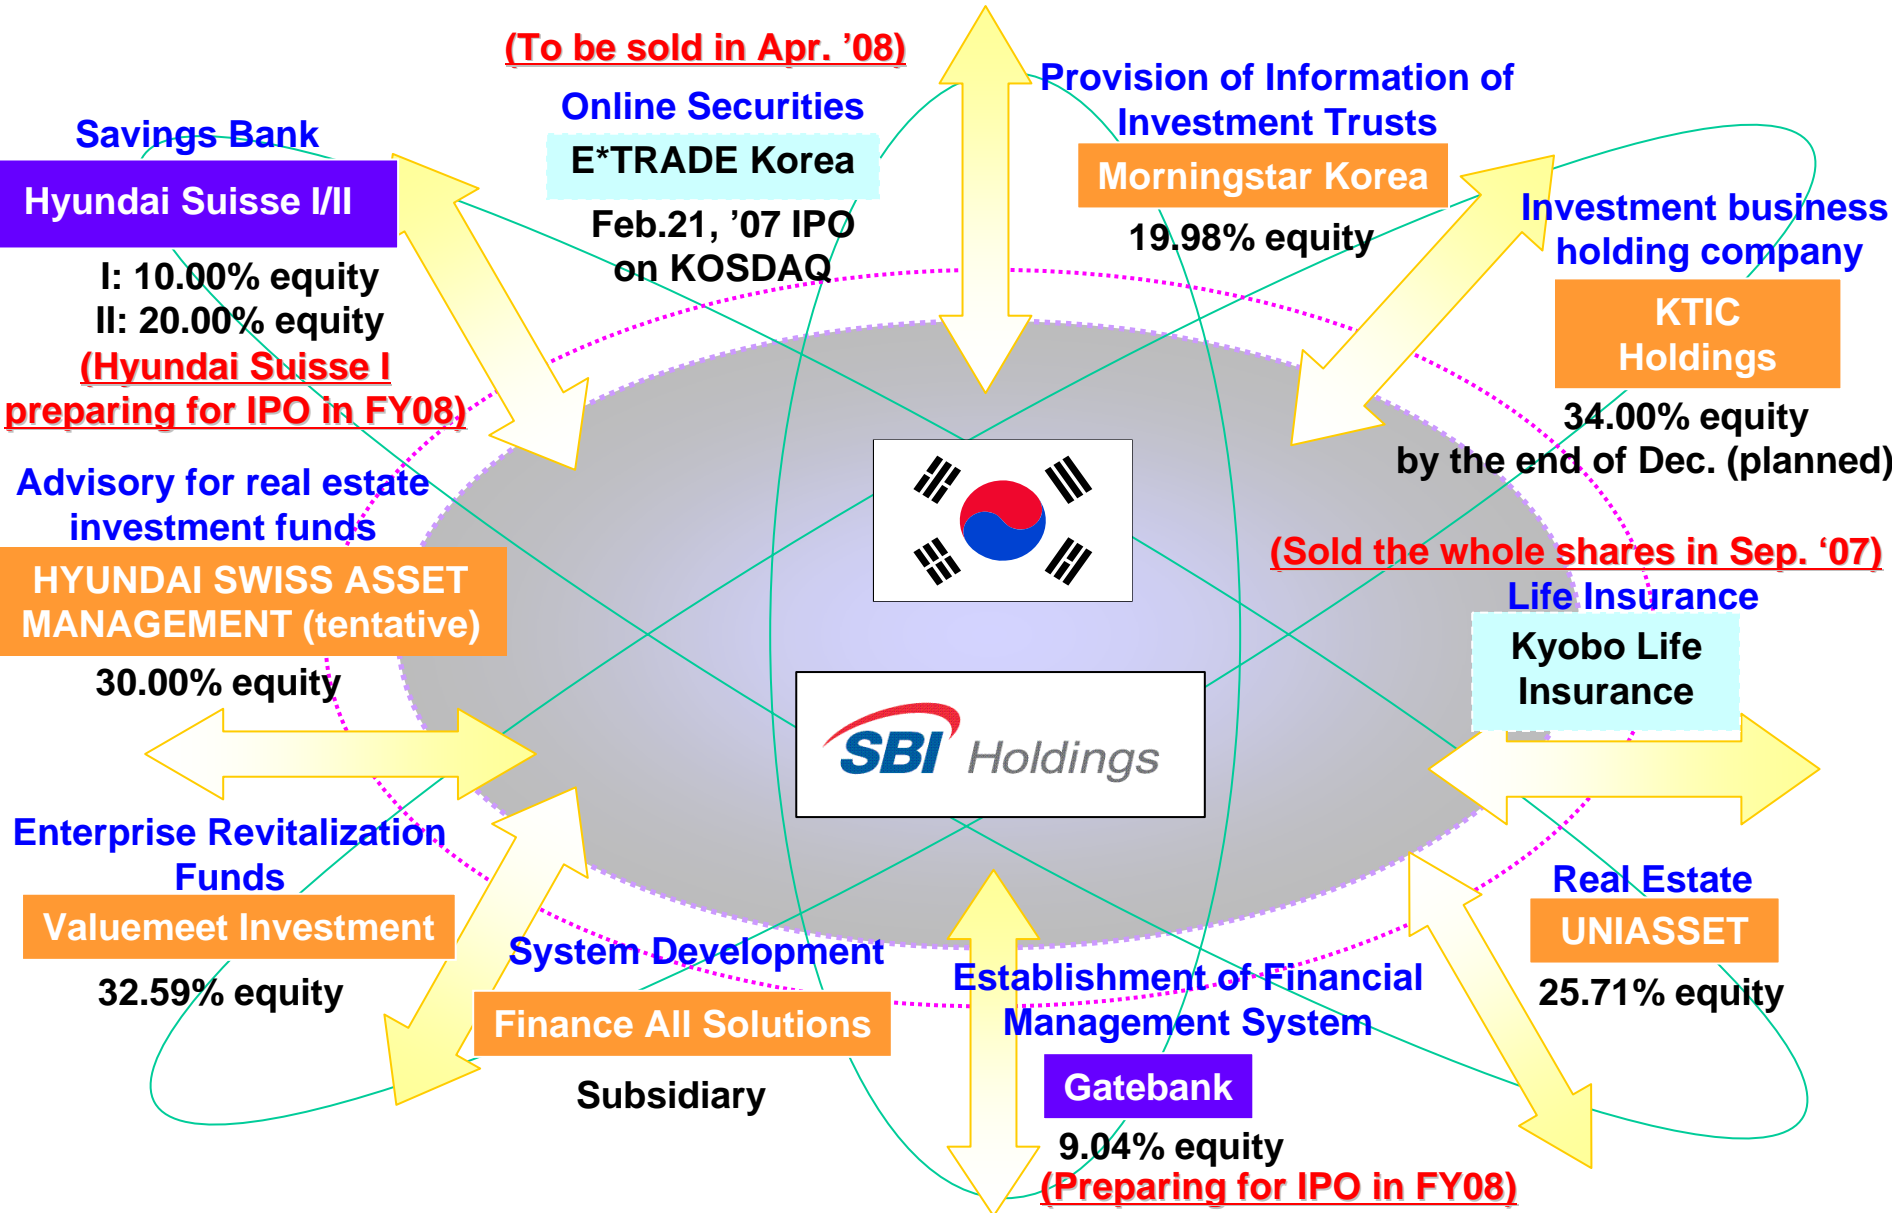 (To be sold in Apr. ’08)
Online Securities
E*TRADE Korea
Feb.21, ’07 IPO
on KOSDAQ
Provision of Information of
Investment Trusts
Morningstar Korea
19.98% equity
Savings Bank
Hyundai Suisse I/II
I: 10.00% equity
II: 20.00% equity
(Hyundai Suisse I
preparing for IPO in FY08)
Investment business
holding company
KTIC
Holdings
34.00% equity
by the end of Dec. (planned)
Advisory for real estate
investment funds
HYUNDAI SWISS ASSET
MANAGEMENT (tentative)
30.00% equity
(Sold the whole shares in Sep. ‘07)
Life Insurance
Kyobo Life
Insurance
SBI Holdings
Enterprise Revitalization
Funds
Valuemeet Investment
32.59% equity
System Development
Finance All Solutions
Subsidiary
Establishment of Financial
Management System
Gatebank
9.04% equity
(Preparing for IPO in FY08)
Real Estate
UNIASSET
25.71% equity